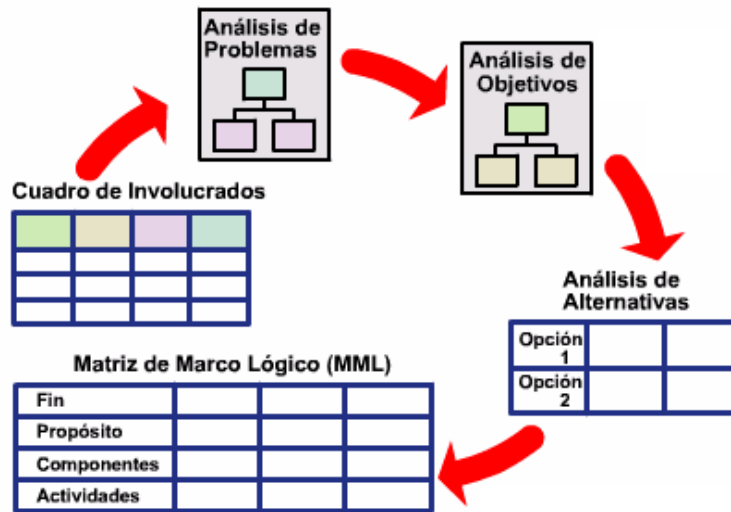 Análisis de
Problemas
Análisis de
Objetivos
Cuadro de Involucrados
Análisis de
Alternativas
Opción
1
Opción
2
Matriz de Marco Lógico (MML)
Fin
Propósito
Componentes
Actividades